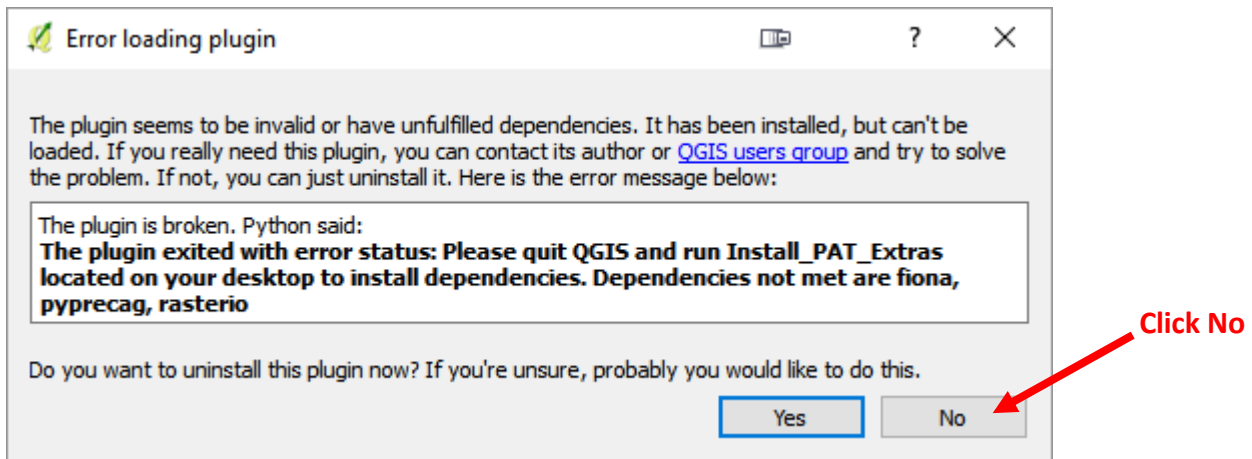 Error loading plugin
?
The plugin seems to be invalid or have unfulfilled dependencies. It has been installed, but can't be
loaded. If you really need this plugin, you can contact its author or QGIS users group and try to solve
the problem. If not, you can just uninstall it. Here is the error message below:
The plugin is broken. Python said:
The plugin exited with error status: Please quit QGIS and run Install_PAT_Extras
located on your desktop to install dependencies. Dependencies not met are fiona,
pyprecag, rasterio
Click No
Do you want to uninstall this plugin now? If you're unsure, probably you would like to do this.
Yes No